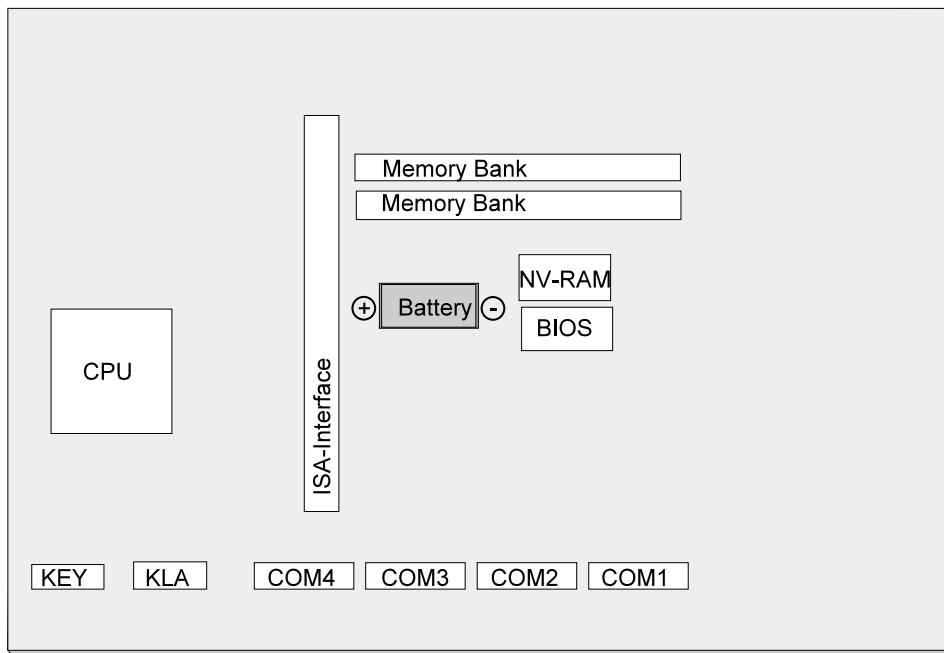 Memory Bank
Memory Bank
NV-RAM
+ Battery -
BIOS
CPU
ISA-Interface
KEY KLA COM4 COM3 COM2 COM1